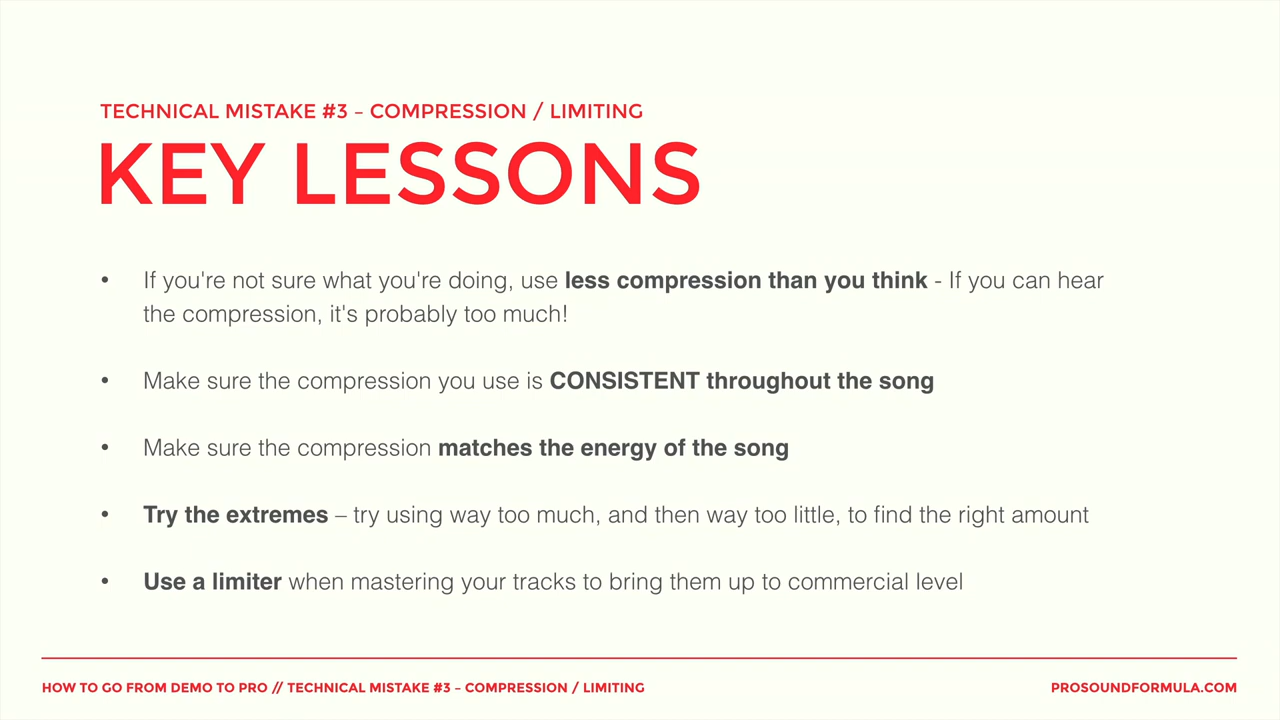 TECHNICAL MISTAKE #3 – COMPRESSION / LIMITING
KEY LESSONS
• If you're not sure what you're doing, use less compression than you think - If you can hear
the compression, it's probably too much!
• Make sure the compression you use is CONSISTENT throughout the song
• Make sure the compression matches the energy of the song
• Try the extremes – try using way too much, and then way too little, to find the right amount
• Use a limiter when mastering your tracks to bring them up to commercial level
HOW TO GO FROM DEMO TO PRO // TECHNICAL MISTAKE #3 – COMPRESSION / LIMITING
PROSOUNDFORMULA.COM